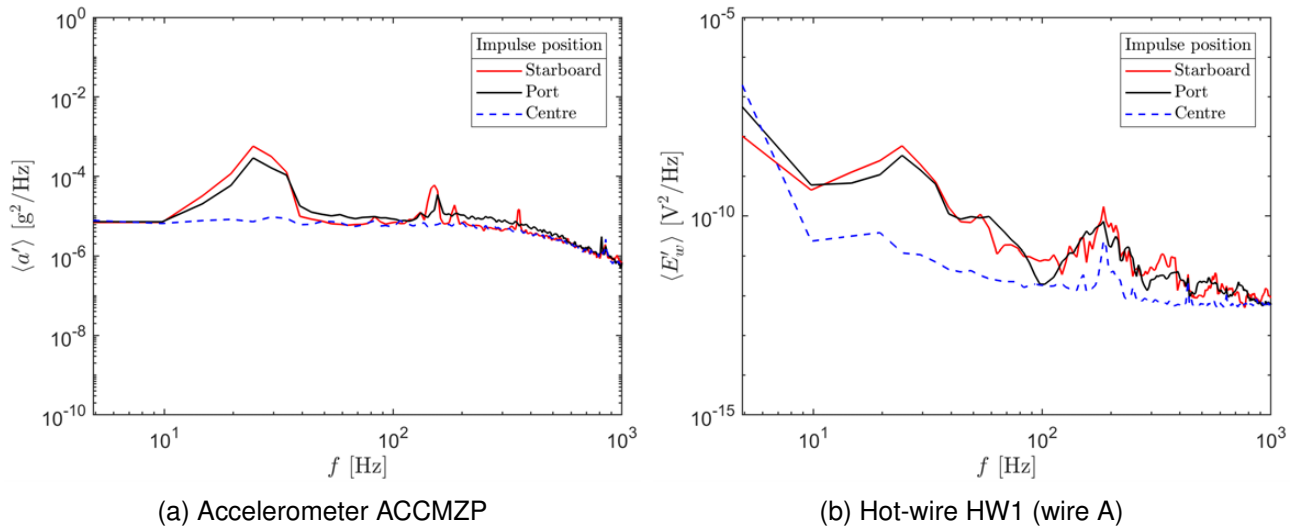 10^0
10^-2
10^-4
10^-6
10^-8
10^-10
⟨a′⟩ [g^2/Hz]
Impulse position
Starboard
Port
Centre
10^1 10^2 10^3
f [Hz]
(a) Accelerometer ACCMZP
10^-5
10^-10
10^-15
⟨E′_w⟩ [V^2/Hz]
Impulse position
Starboard
Port
Centre
10^1 10^2 10^3
f [Hz]
(b) Hot-wire HW1 (wire A)